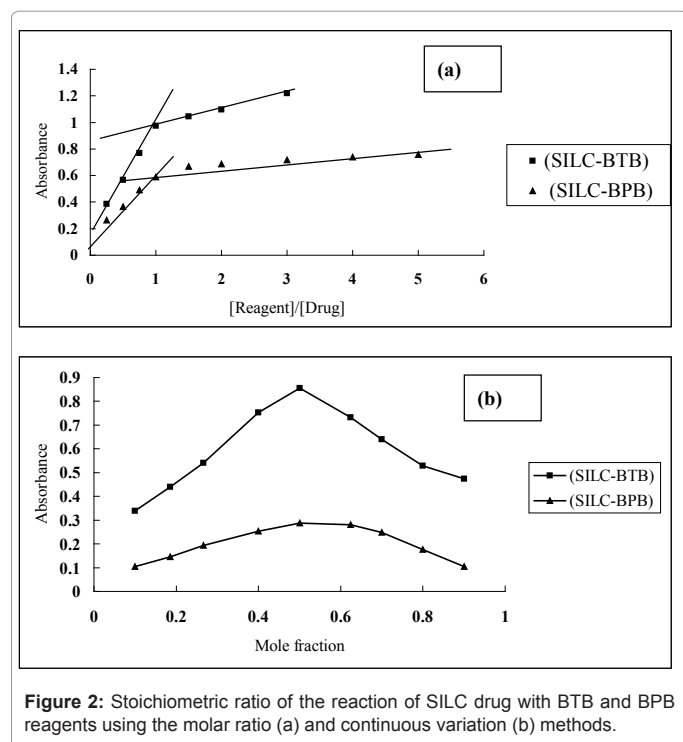 (a)
1.4
1.2
1
0.8
0.6
0.4
0.2
0
Absorbance
0 1 2 3 4 5 6
[Reagent]/[Drug]
(SILC-BTB)
(SILC-BPB)
(b)
0.9
0.8
0.7
0.6
0.5
0.4
0.3
0.2
0.1
0
Absorbance
0 0.2 0.4 0.6 0.8 1
Mole fraction
(SILC-BTB)
(SILC-BPB)
Figure 2: Stoichiometric ratio of the reaction of SILC drug with BTB and BPB
reagents using the molar ratio (a) and continuous variation (b) methods.